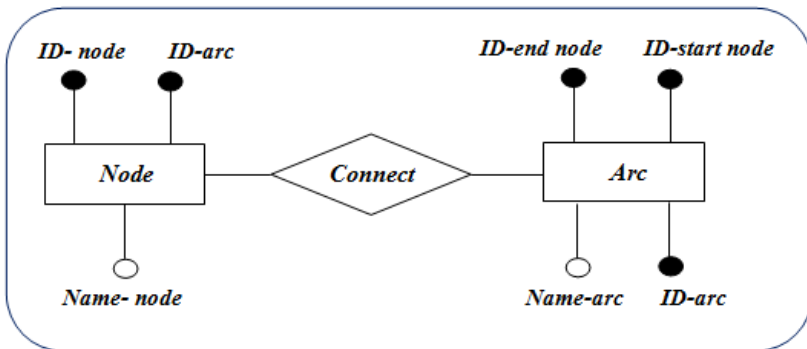 ID- node
ID-arc
ID-end node
ID-start node
Node
Connect
Arc
Name- node
Name-arc
ID-arc